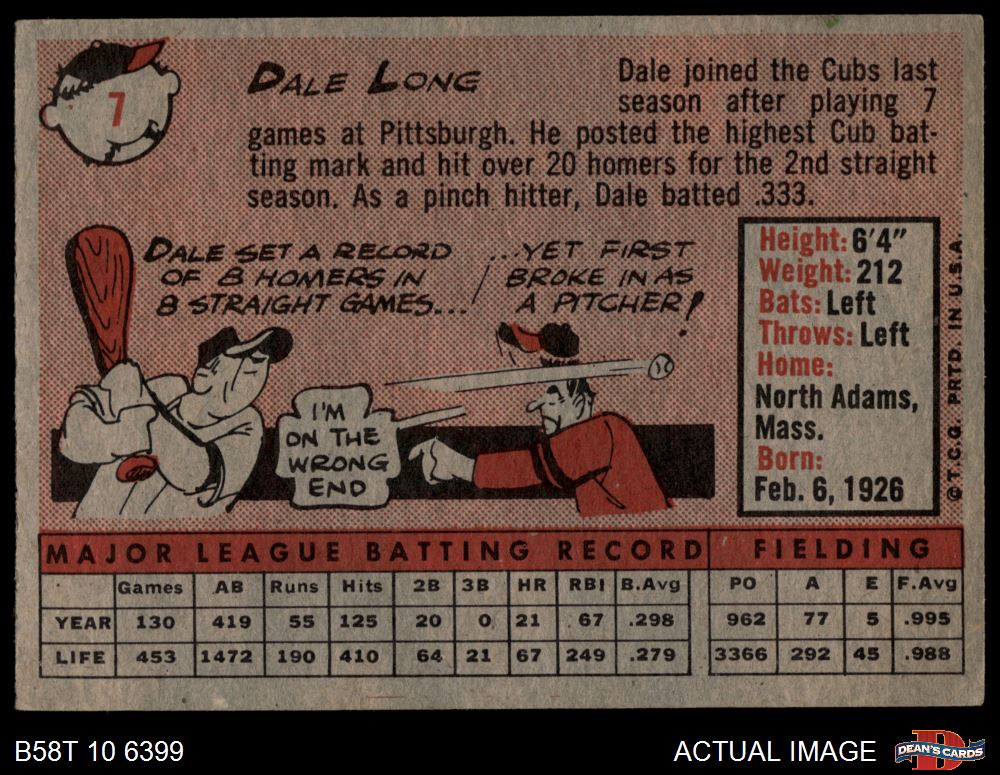 7
DALE LONG
Dale joined the Cubs last
season after playing 7
games at Pittsburgh. He posted the highest Cub bat-
ting mark and hit over 20 homers for the 2nd straight
season. As a pinch hitter, Dale batted .333.
DALE SET A RECORD
OF 8 HOMERS IN
8 STRAIGHT GAMES...
...YET FIRST
BROKE IN AS
A PITCHER!
I'M
ON THE
WRONG
END
Height: 6'4"
Weight: 212
Bats: Left
Throws: Left
Home:
North Adams,
Mass.
Born:
Feb. 6, 1926
© T.C.G. PRTD. IN U.S.A.
MAJOR LEAGUE BATTING RECORD FIELDING
Games AB Runs Hits 2B 3B HR RBI B.Avg PO A E F.Avg
YEAR 130 419 55 125 20 0 21 67 .298 962 77 5 .995
LIFE 453 1472 190 410 64 21 67 249 .279 3366 292 45 .988
B58T 10 6399
ACTUAL IMAGE
DEAN'S CARDS